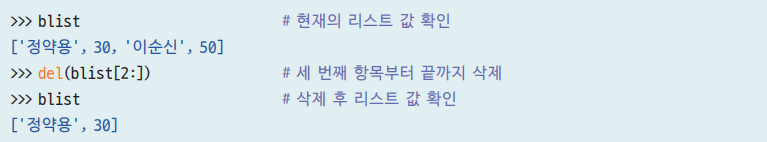 >>> blist # 현재의 리스트 값 확인
['정약용', 30, '이순신', 50]
>>> del(blist[2:]) # 세 번째 항목부터 끝까지 삭제
>>> blist # 삭제 후 리스트 값 확인
['정약용', 30]